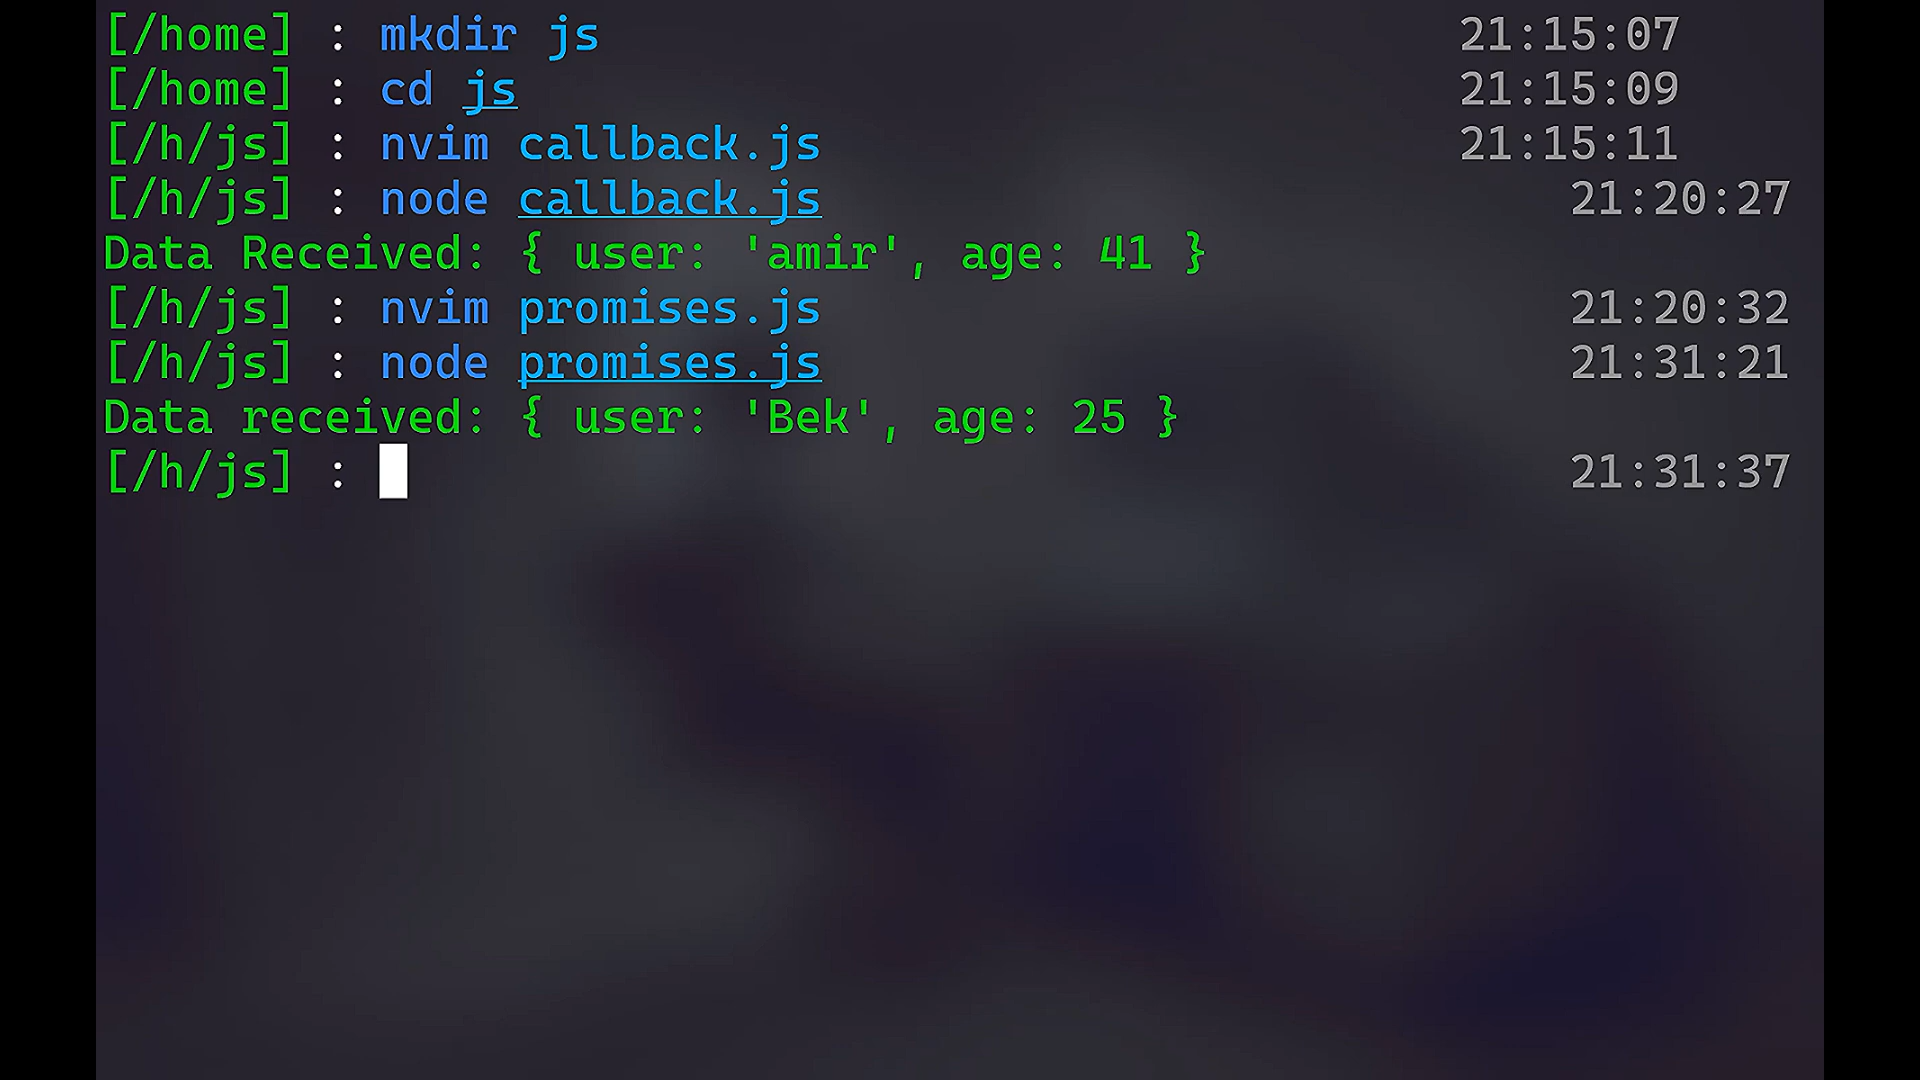 [/home] : mkdir js 21:15:07
[/home] : cd js 21:15:09
[/h/js] : nvim callback.js 21:15:11
[/h/js] : node callback.js 21:20:27
Data Received: { user: 'amir', age: 41 }
[/h/js] : nvim promises.js 21:20:32
[/h/js] : node promises.js 21:31:21
Data received: { user: 'Bek', age: 25 }
[/h/js] : 21:31:37